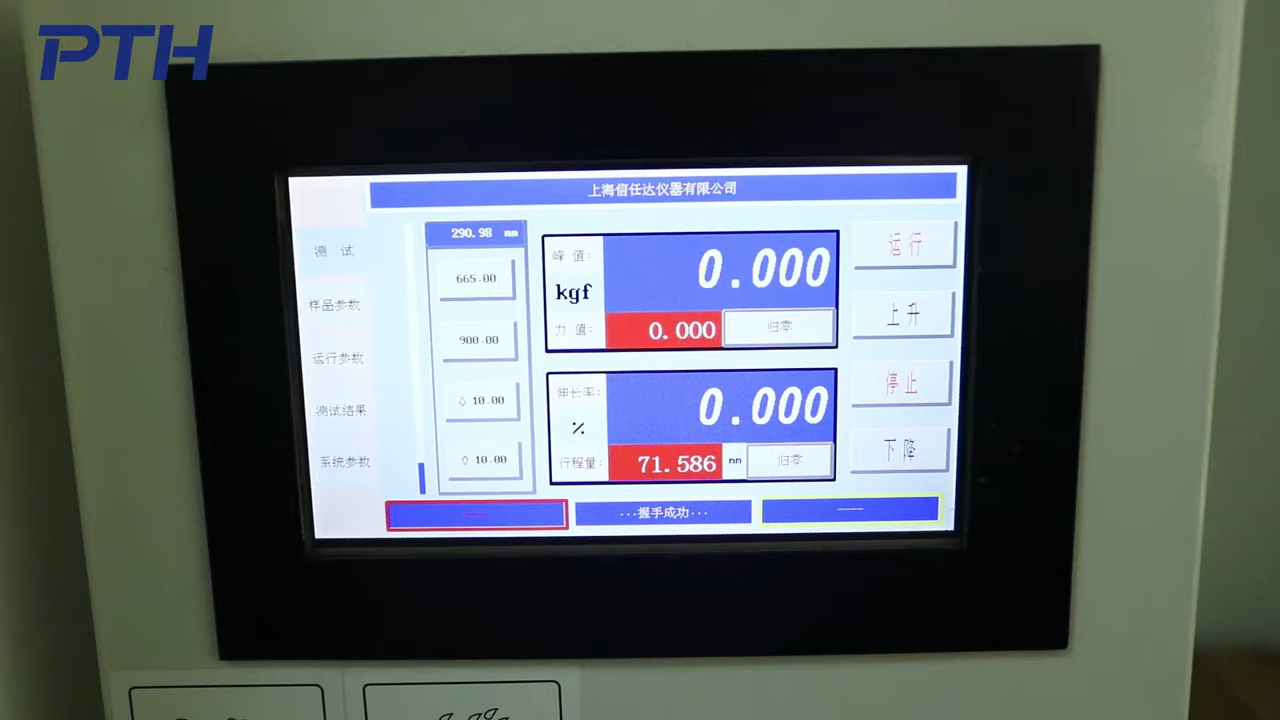 PTH
上海信任达仪器有限公司
测 试
样品参数
运行参数
测试结果
系统参数
290.98 mm
665.00
900.00
◇ 10.00
◇ 10.00
峰 值:
0.000
kgf
力 值:
0.000
归零
伸长率:
0.000
%
行程量:
71.586
mm
归零
运 行
上 升
停 止
下 降
----
···握手成功···
----